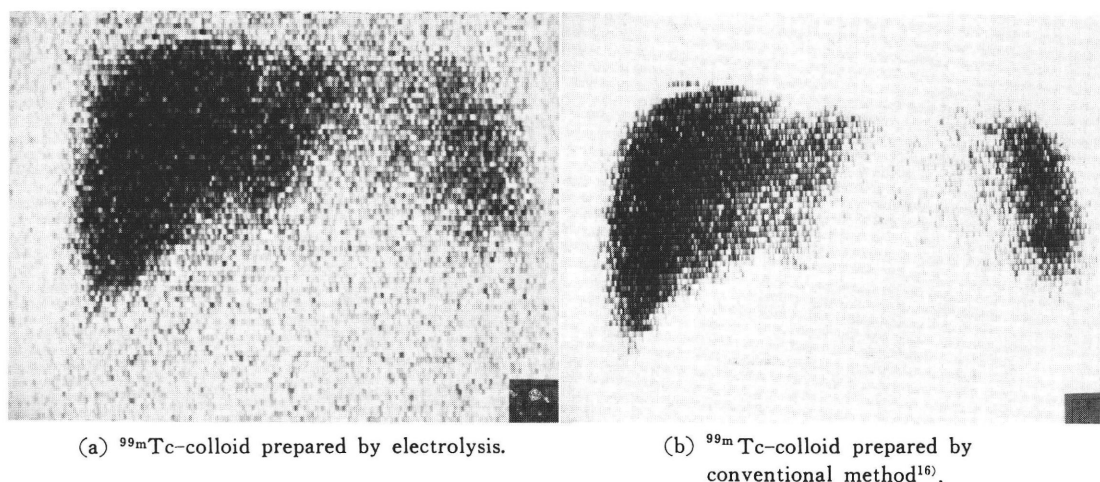 (a) ⁹⁹ᵐTc-colloid prepared by electrolysis.
(b) ⁹⁹ᵐTc-colloid prepared by
conventional method¹⁶⁾.